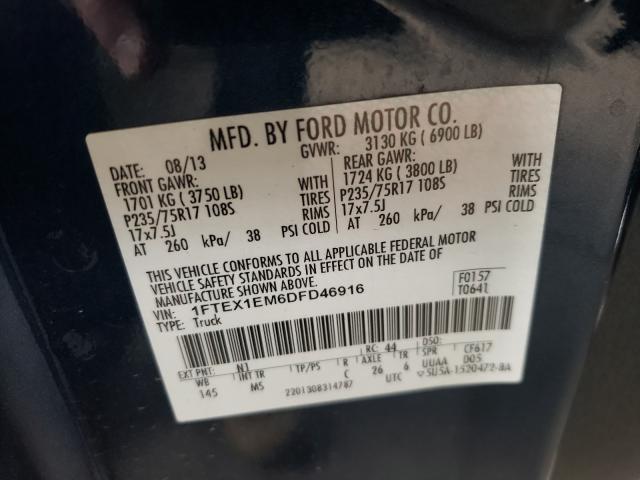 MFD. BY FORD MOTOR CO.
DATE: 08/13 GVWR: 3130 KG ( 6900 LB)
FRONT GAWR: WITH REAR GAWR: WITH
1701 KG ( 3750 LB) TIRES 1724 KG ( 3800 LB) TIRES
P235/75R17 108S RIMS P235/75R17 108S RIMS
17x7.5J 17x7.5J
AT 260 kPa/ 38 PSI COLD AT 260 kPa/ 38 PSI COLD
THIS VEHICLE CONFORMS TO ALL APPLICABLE FEDERAL MOTOR
VEHICLE SAFETY STANDARDS IN EFFECT ON THE DATE OF
MANUFACTURE SHOWN ABOVE.
VIN: 1FTEX1EM6DFD46916 F0157
TYPE: Truck T0641
EXT PNT: N1 RC: 44 DSO:
WB INT TR TP/PS R AXLE TR SPR CF617
145 MS C 26 6 UUAA D05
2201308314787 UTC 5U5A-1520472-BA